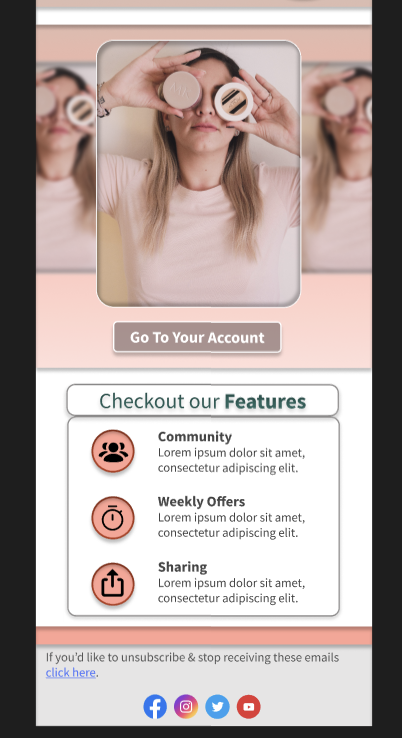 Go To Your Account
Checkout our Features
Community
Lorem ipsum dolor sit amet,
consectetur adipiscing elit.
Weekly Offers
Lorem ipsum dolor sit amet,
consectetur adipiscing elit.
Sharing
Lorem ipsum dolor sit amet,
consectetur adipiscing elit.
If you'd like to unsubscribe & stop receiving these emails
click here.